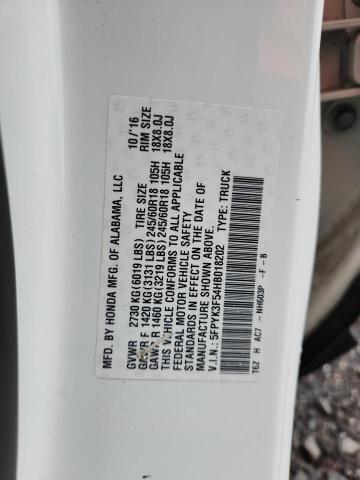 MFD. BY HONDA MFG. OF ALABAMA, LLC 10/'16
GVWR 2730 KG(6019 LBS) TIRE SIZE RIM SIZE
GAWR F 1420 KG(3131 LBS)245/60R18 105H 18X8.0J
GAWR R 1460 KG(3219 LBS)245/60R18 105H 18X8.0J
THIS VEHICLE CONFORMS TO ALL APPLICABLE
FEDERAL MOTOR VEHICLE SAFETY
STANDARDS IN EFFECT ON THE DATE OF
MANUFACTURE SHOWN ABOVE.
V.I.N.: 5FPYK3F54HB018202 TYPE: TRUCK
T6Z H AC7 - NH603P -F -B